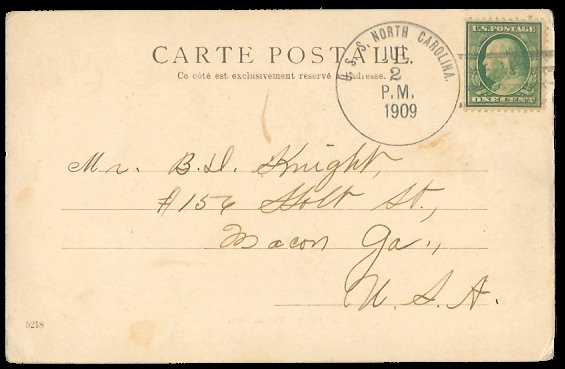 CARTE POSTALE
Ce côté est exclusivement réservé à l'adresse.
U.S.S. NORTH CAROLINA.
JUL
2
P.M.
1909
U.S. POSTAGE
ONE CENT
Mr. B.D. Knight,
#156 Holt St.,
Macon Ga.,
U.S.A.
5218